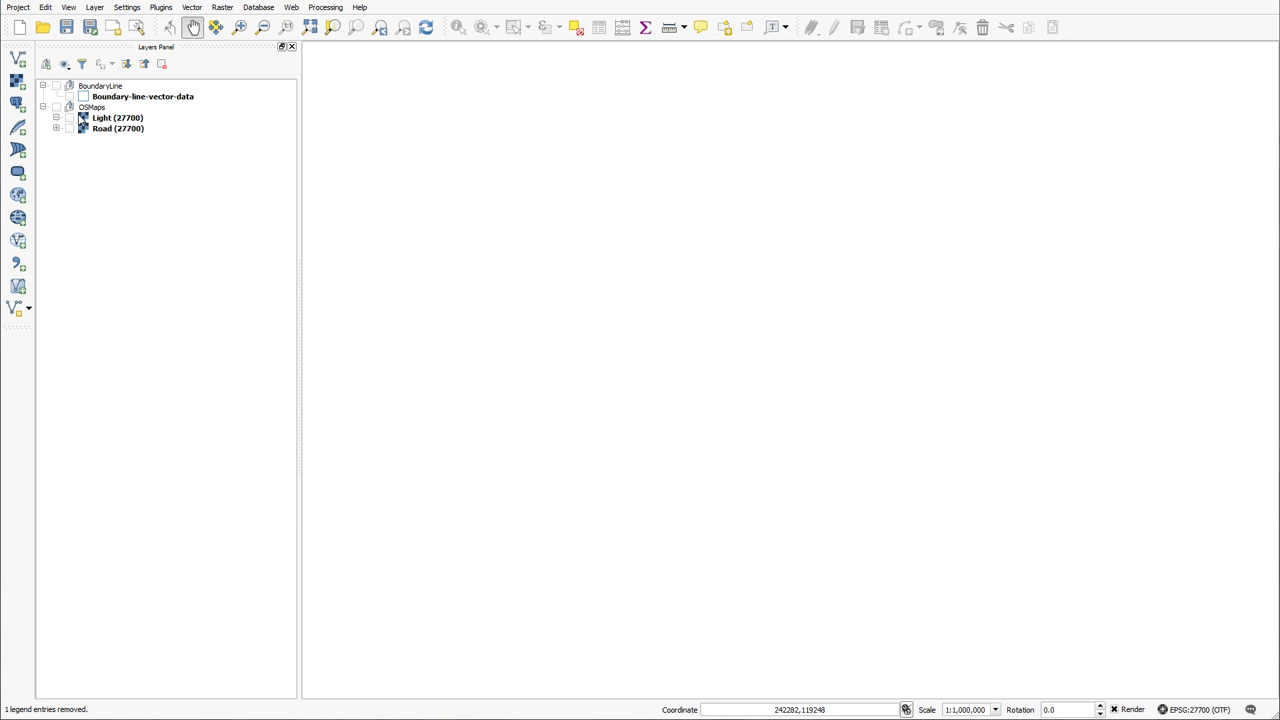 Project Edit View Layer Settings Plugins Vector Raster Database Web Processing Help
Layers Panel
BoundaryLine
Boundary-line-vector-data
OSMaps
Light (27700)
Road (27700)
1 legend entries removed.
Coordinate 242282,119248 Scale 1:1,000,000 Rotation 0.0 Render EPSG:27700 (OTF)